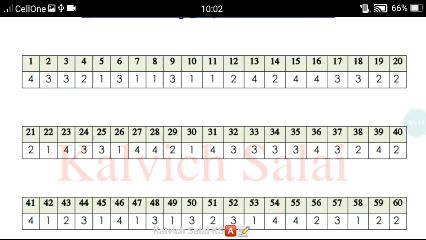 CellOne 10:02 66%
1 2 3 4 5 6 7 8 9 10 11 12 13 14 15 16 17 18 19 20
4 3 3 2 1 3 1 1 3 1 1 2 4 2 4 4 3 3 2 2
21 22 23 24 25 26 27 28 29 30 31 32 33 34 35 36 37 38 39 40
2 1 4 3 3 1 4 4 2 1 4 3 3 3 3 4 3 2 4 2
Kalvich Salai
41 42 43 44 45 46 47 48 49 50 51 52 53 54 55 56 57 58 59 60
4 1 2 3 1 4 1 3 1 3 2 3 1 4 4 2 3 1 2 2